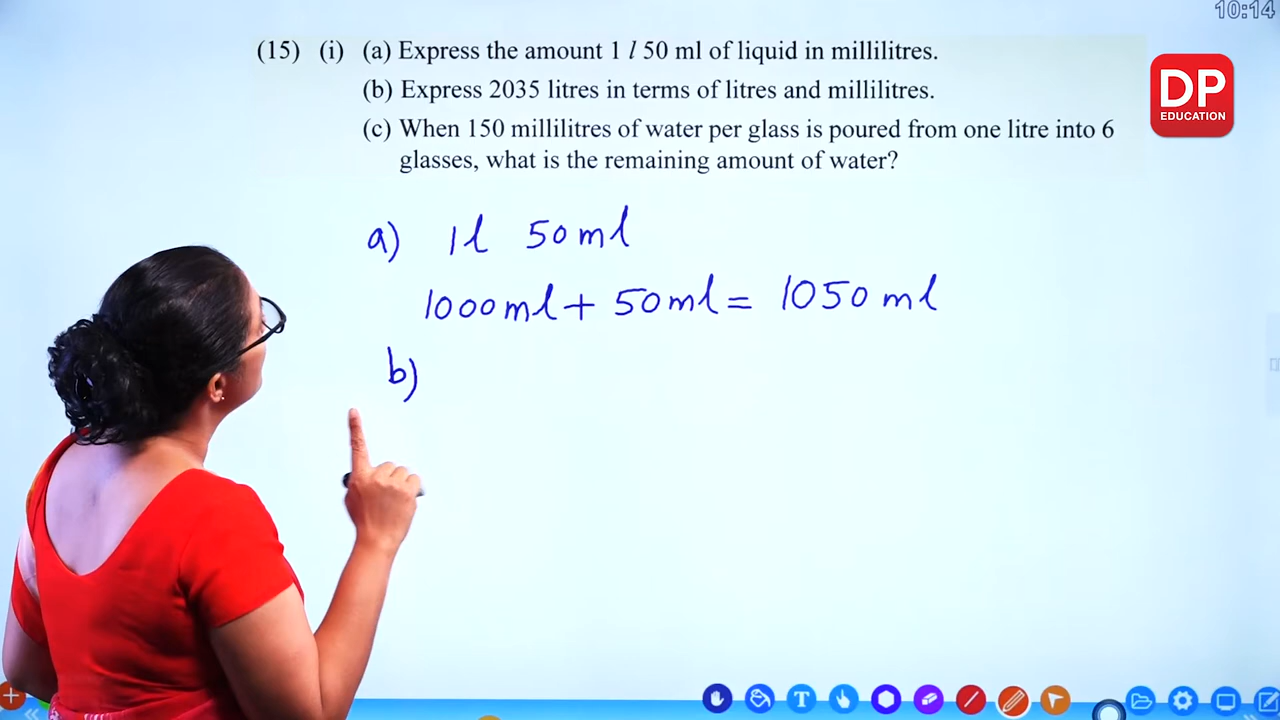 10:14
(15) (i) (a) Express the amount 1 l 50 ml of liquid in millilitres.
(b) Express 2035 litres in terms of litres and millilitres.
(c) When 150 millilitres of water per glass is poured from one litre into 6
glasses, what is the remaining amount of water?
DP
EDUCATION
a) 1l 50ml
1000ml + 50ml = 1050 ml
b)
T